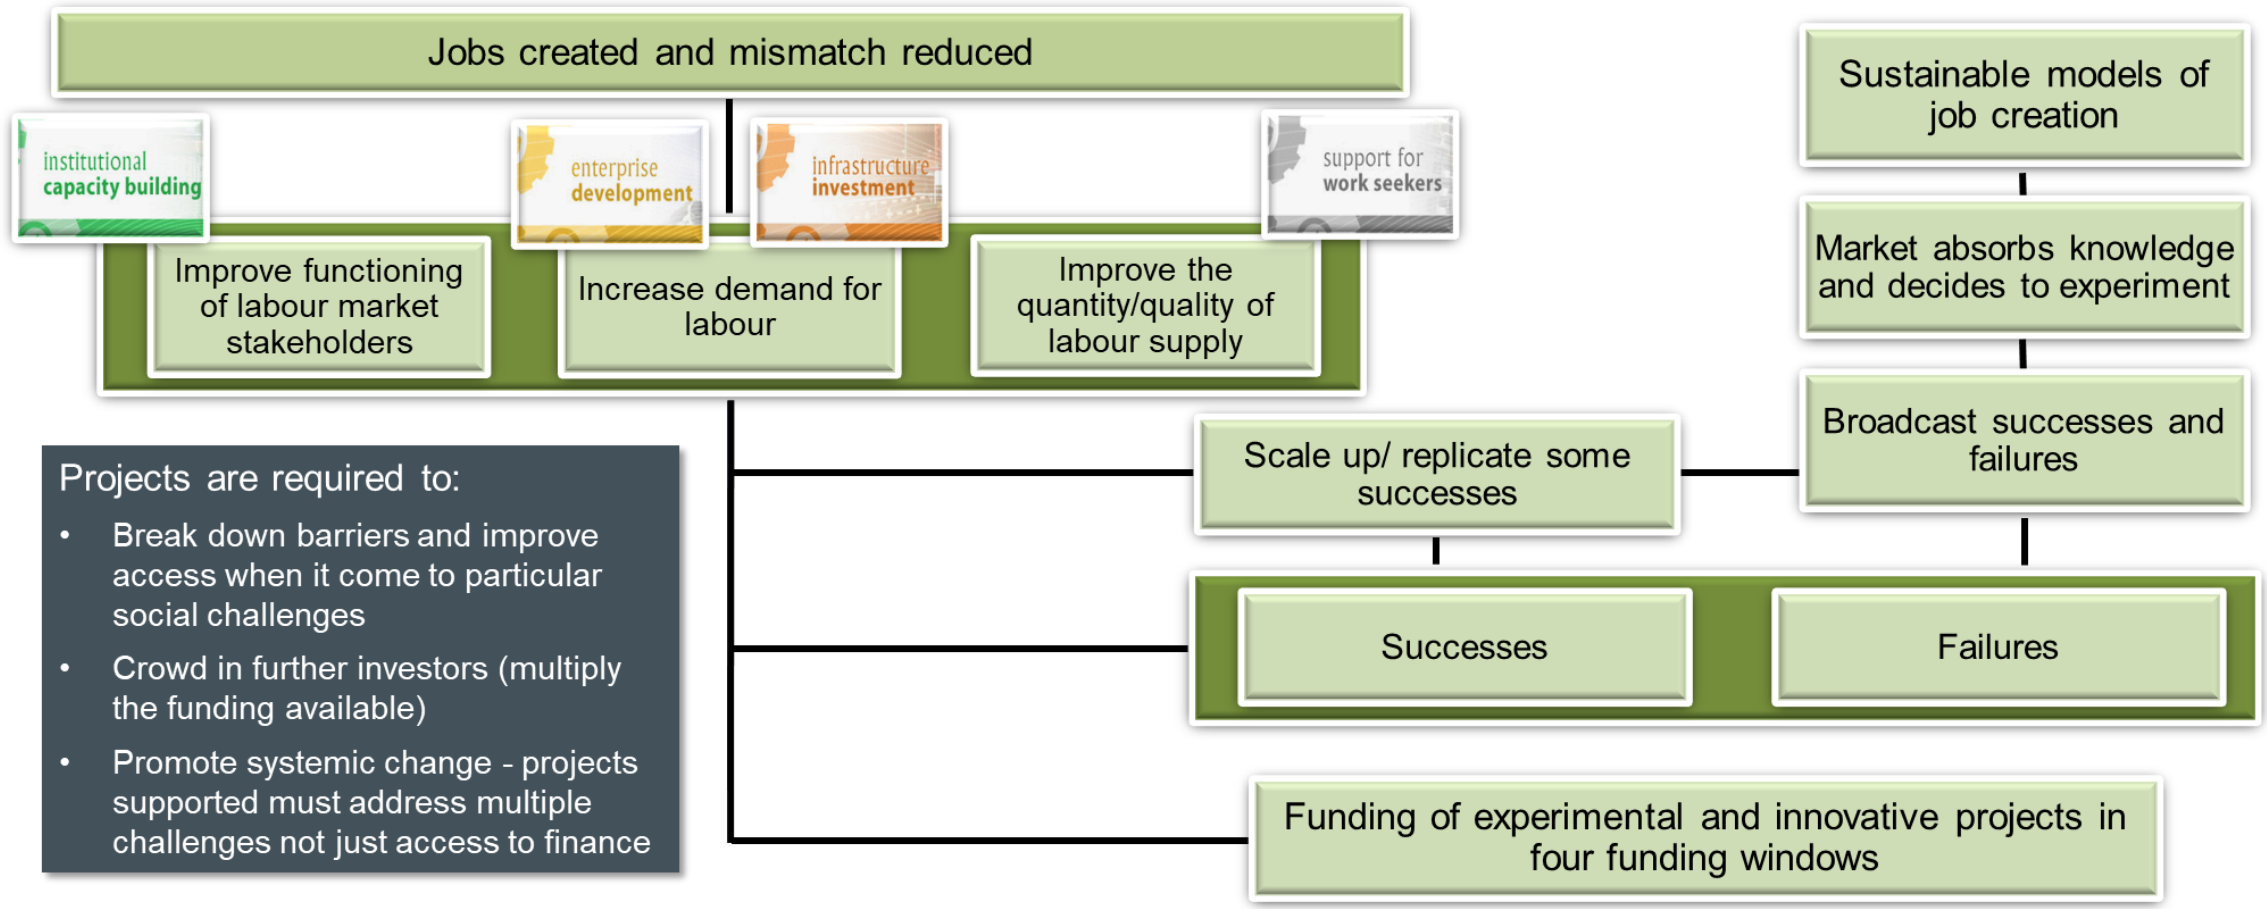 Jobs created and mismatch reduced
institutional
capacity building
enterprise
development
infrastructure
investment
support for
work seekers
Improve functioning
of labour market
stakeholders
Increase demand for
labour
Improve the
quantity/quality of
labour supply
Sustainable models of
job creation
Market absorbs knowledge
and decides to experiment
Broadcast successes and
failures
Scale up/ replicate some
successes
Successes
Failures
Funding of experimental and innovative projects in
four funding windows
Projects are required to:
• Break down barriers and improve
access when it come to particular
social challenges
• Crowd in further investors (multiply
the funding available)
• Promote systemic change - projects
supported must address multiple
challenges not just access to finance